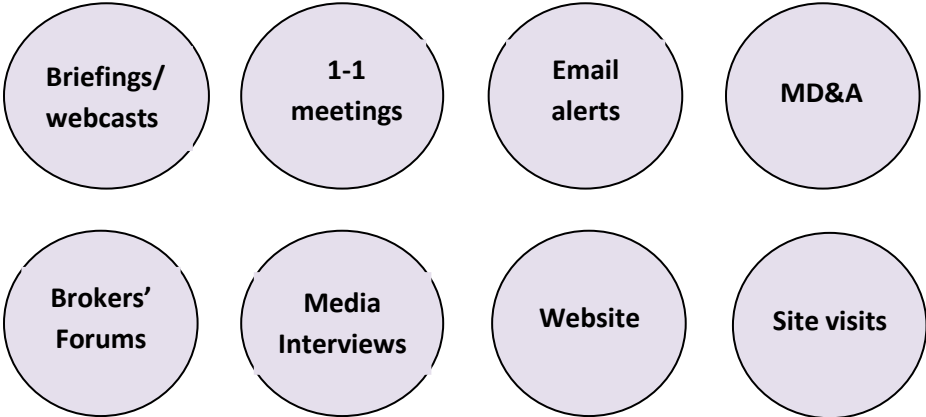 Briefings/
webcasts
1-1
meetings
Email
alerts
MD&A
Brokers’
Forums
Media
Interviews
Website
Site visits